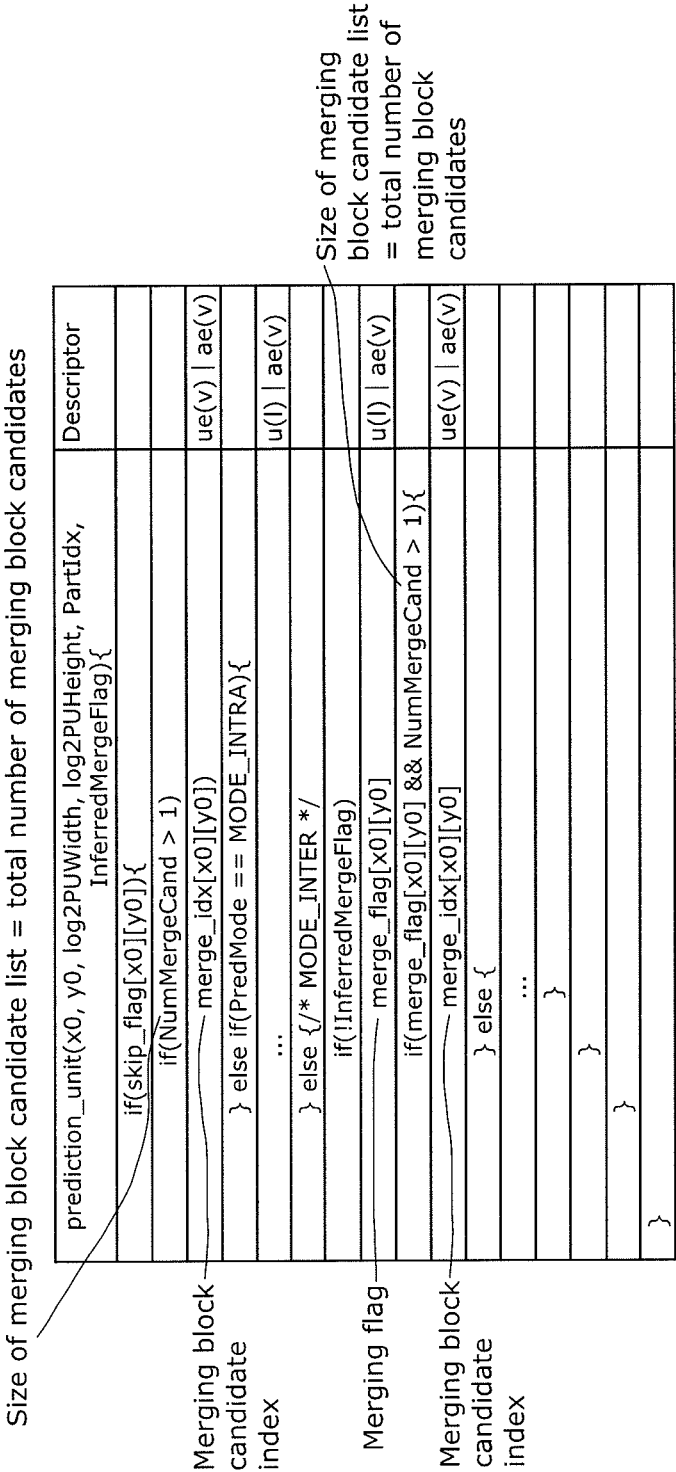 Size of merging block candidate list = total number of merging block candidates
prediction_unit(x0, y0, log2PUWidth, log2PUHeight, PartIdx,
InferredMergeFlag){
Descriptor
if(skip_flag[x0][y0]){
if(NumMergeCand > 1)
Merging block
candidate
index
merge_idx[x0][y0])
ue(v) | ae(v)
} else if(PredMode == MODE_INTRA){
...
u(l) | ae(v)
} else {/* MODE_INTER */
if(!InferredMergeFlag)
Merging flag
merge_flag[x0][y0]
u(l) | ae(v)
if(merge_flag[x0][y0] && NumMergeCand > 1){
Size of merging
block candidate list
= total number of
merging block
candidates
Merging block
candidate
index
merge_idx[x0][y0]
ue(v) | ae(v)
} else {
...
}
}
}
}